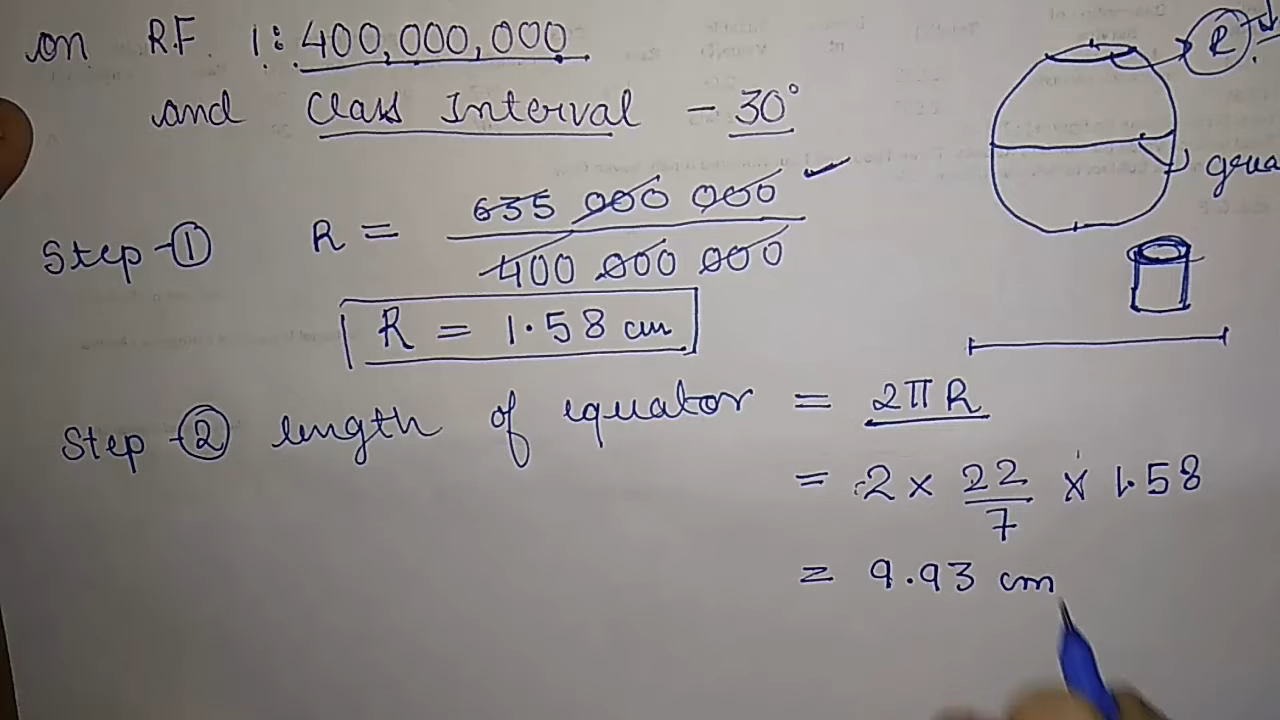 on R.F. 1:400,000,000
and Class Interval - 30°
R
Step-① R = 635 000 000
400 000 000
R = 1.58 cm
Step-② length of equator = 2πR
= 2 × 22/7 × 1.58
= 9.93 cm